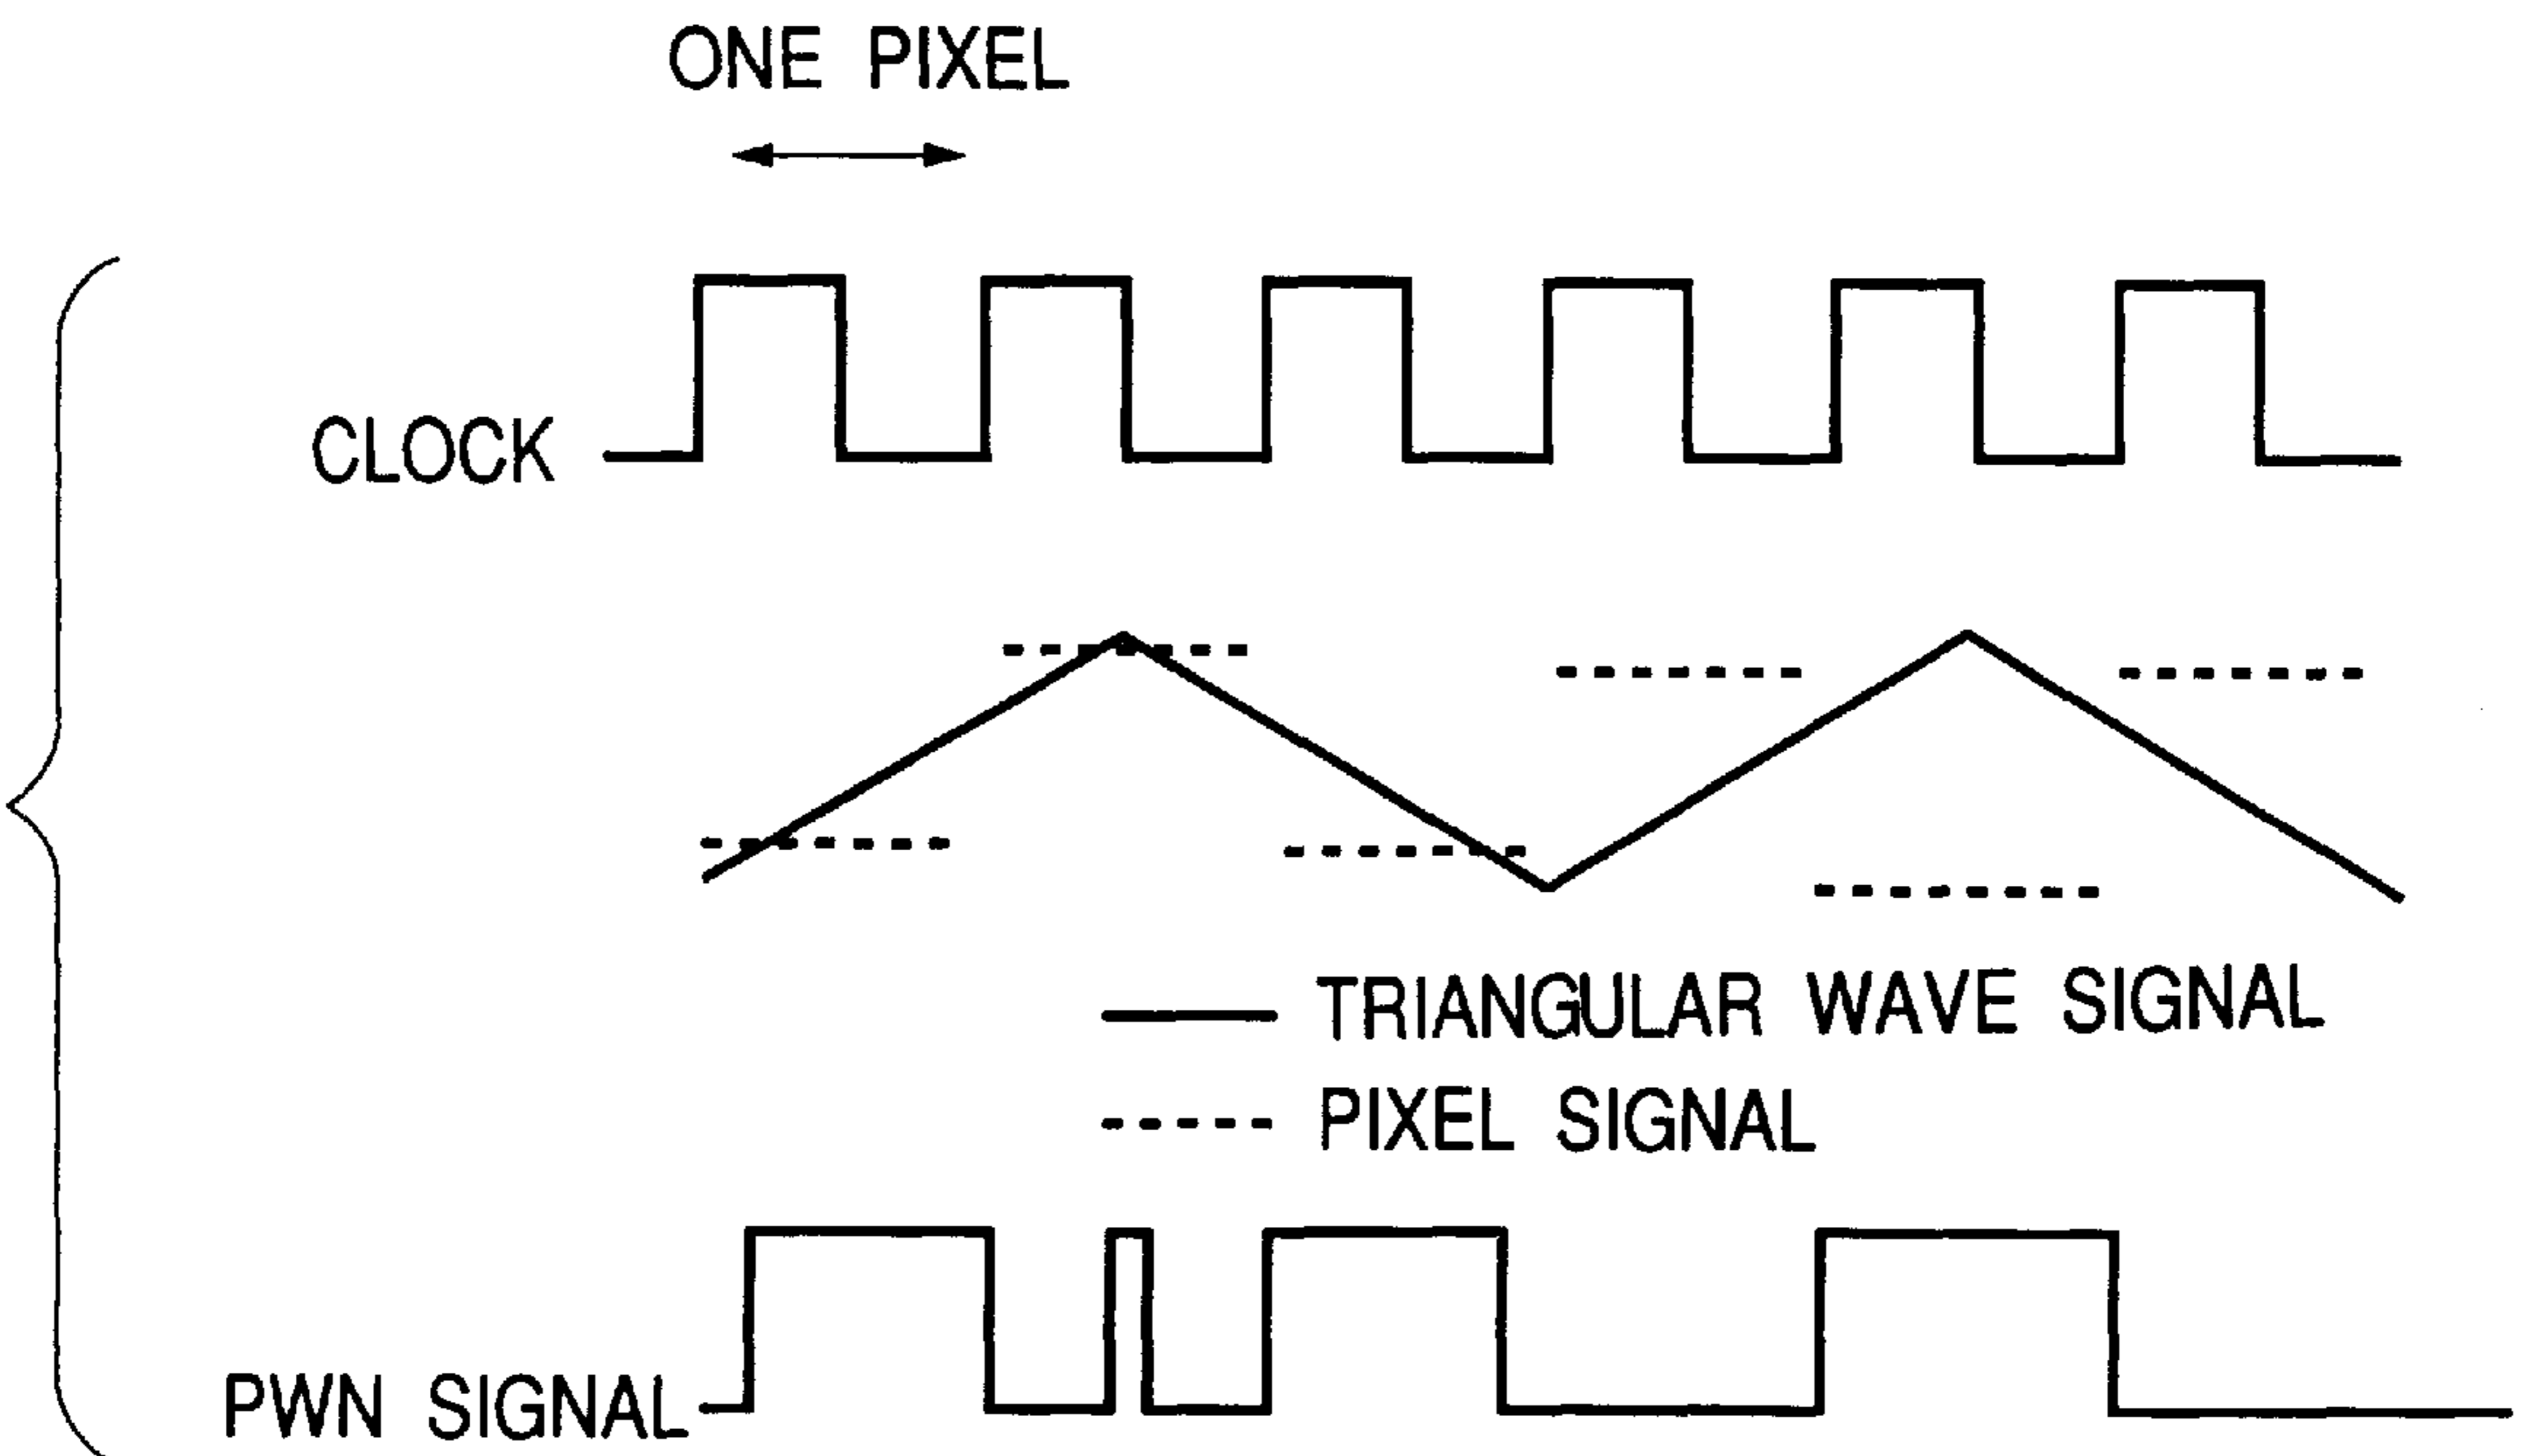 ONE PIXEL
CLOCK
TRIANGULAR WAVE SIGNAL
PIXEL SIGNAL
PWN SIGNAL